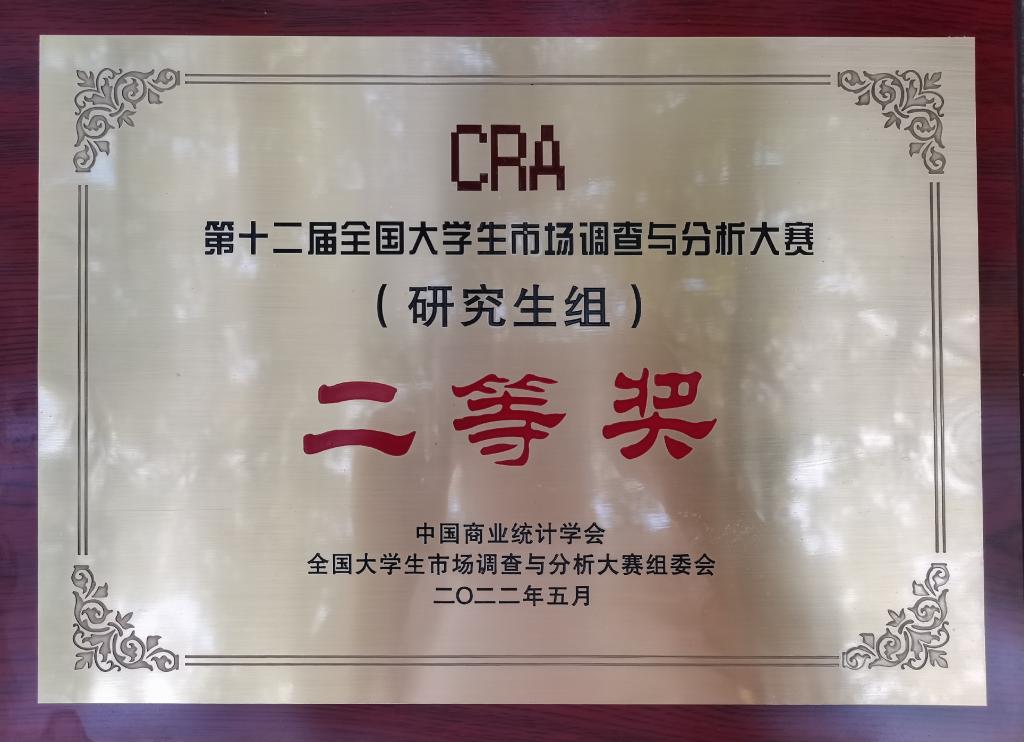 CRA
第十二届全国大学生市场调查与分析大赛
（研究生组）
二等奖
中国商业统计学会
全国大学生市场调查与分析大赛组委会
二〇二二年五月